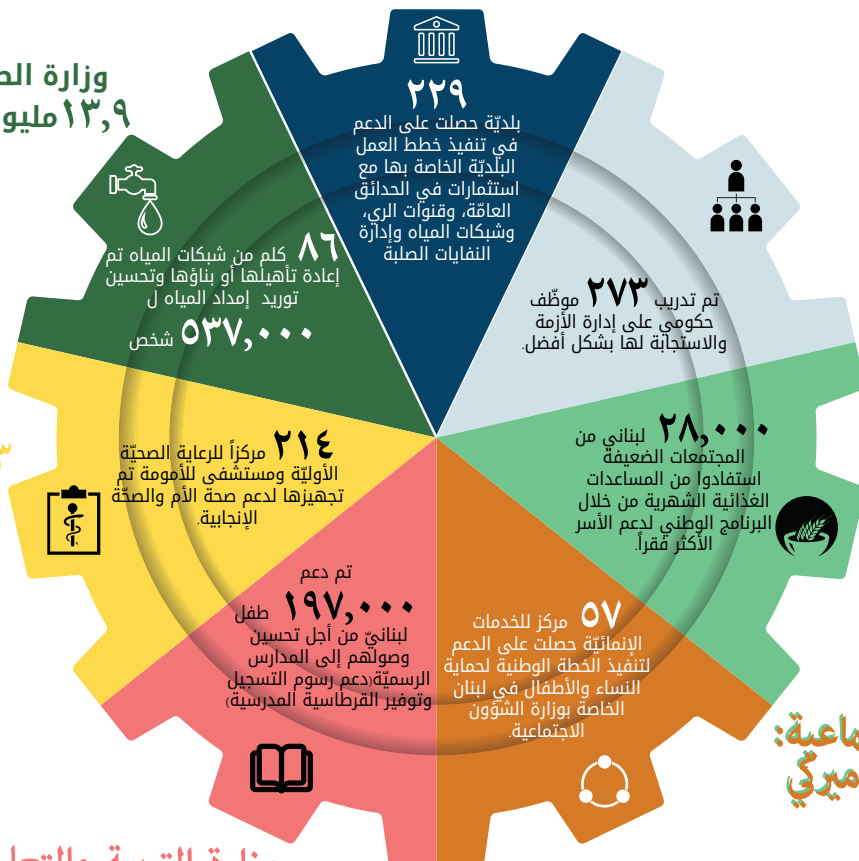 ٢٢٩
بلديّة حصلت على الدعم
في تنفيذ خطط العمل
البلديّة الخاصة بها مع
استثمارات في الحدائق
العامّة، وقنوات الري،
وشبكات المياه وإدارة
النفايات الصلبة
تم تدريب ٢٧٣ موظّف
حكومي على إدارة الأزمة
والاستجابة لها بشكل أفضل.
٢٨,٠٠٠ لبناني من
المجتمعات الضعيفة
استفادوا من المساعدات
الغذائية الشهرية من خلال
البرنامج الوطني لدعم الأسر
الأكثر فقراً.
٥٧ مركز للخدمات
الإنمائيّة حصلت على الدعم
لتنفيذ الخطة الوطنية لحماية
النساء والأطفال في لبنان
الخاصة بوزارة الشؤون
الاجتماعية.
تم دعم
١٩٧,٠٠٠ طفل
لبنانيّ من أجل تحسين
وصولهم إلى المدارس
الرسميّة(دعم رسوم التسجيل
وتوفير القرطاسية المدرسية)
٢١٤ مركزاً للرعاية الصحيّة
الأوليّة ومستشفى للأمومة تم
تجهيزها لدعم صحة الأم والصحّة
الإنجابية.
٨٦ كلم من شبكات المياه تم
إعادة تأهيلها أو بناؤها وتحسين
توريد إمداد المياه ل
٥٣٧,٠٠٠ شخص
وزارة
١٣,٩